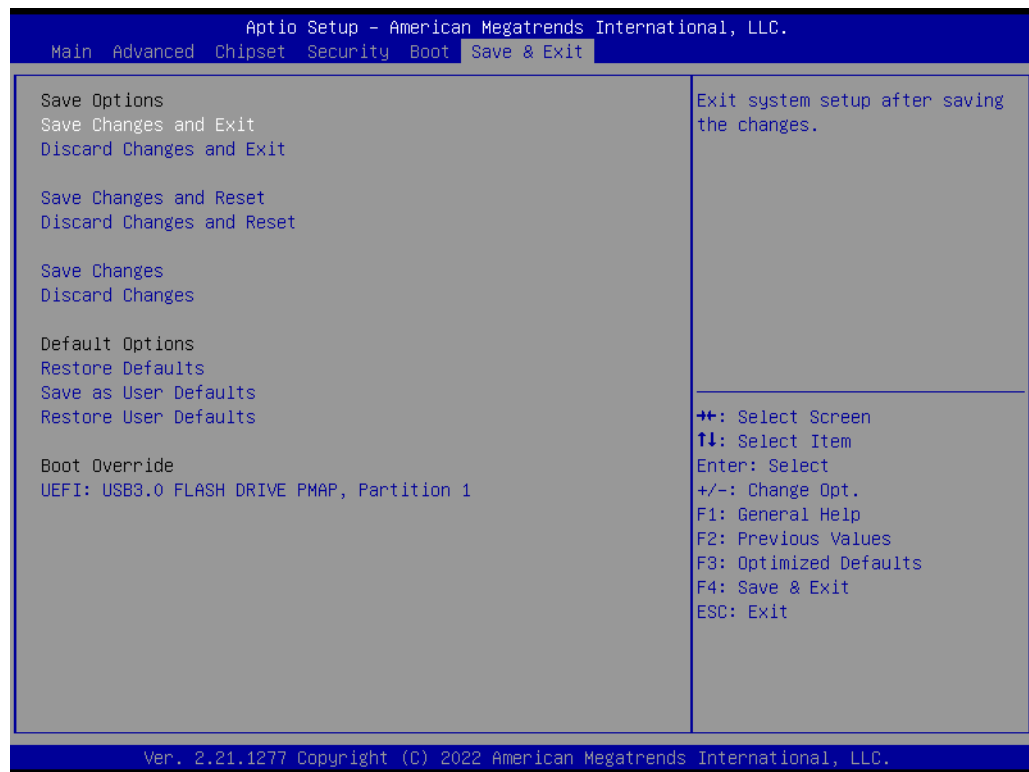 Aptio Setup – American Megatrends International, LLC.
Main Advanced Chipset Security Boot Save & Exit
Save Options
Save Changes and Exit
Discard Changes and Exit
Save Changes and Reset
Discard Changes and Reset
Save Changes
Discard Changes
Default Options
Restore Defaults
Save as User Defaults
Restore User Defaults
Boot Override
UEFI: USB3.0 FLASH DRIVE PMAP, Partition 1
Exit system setup after saving
the changes.
→←: Select Screen
↑↓: Select Item
Enter: Select
+/-: Change Opt.
F1: General Help
F2: Previous Values
F3: Optimized Defaults
F4: Save & Exit
ESC: Exit
Ver. 2.21.1277 Copyright (C) 2022 American Megatrends International, LLC.